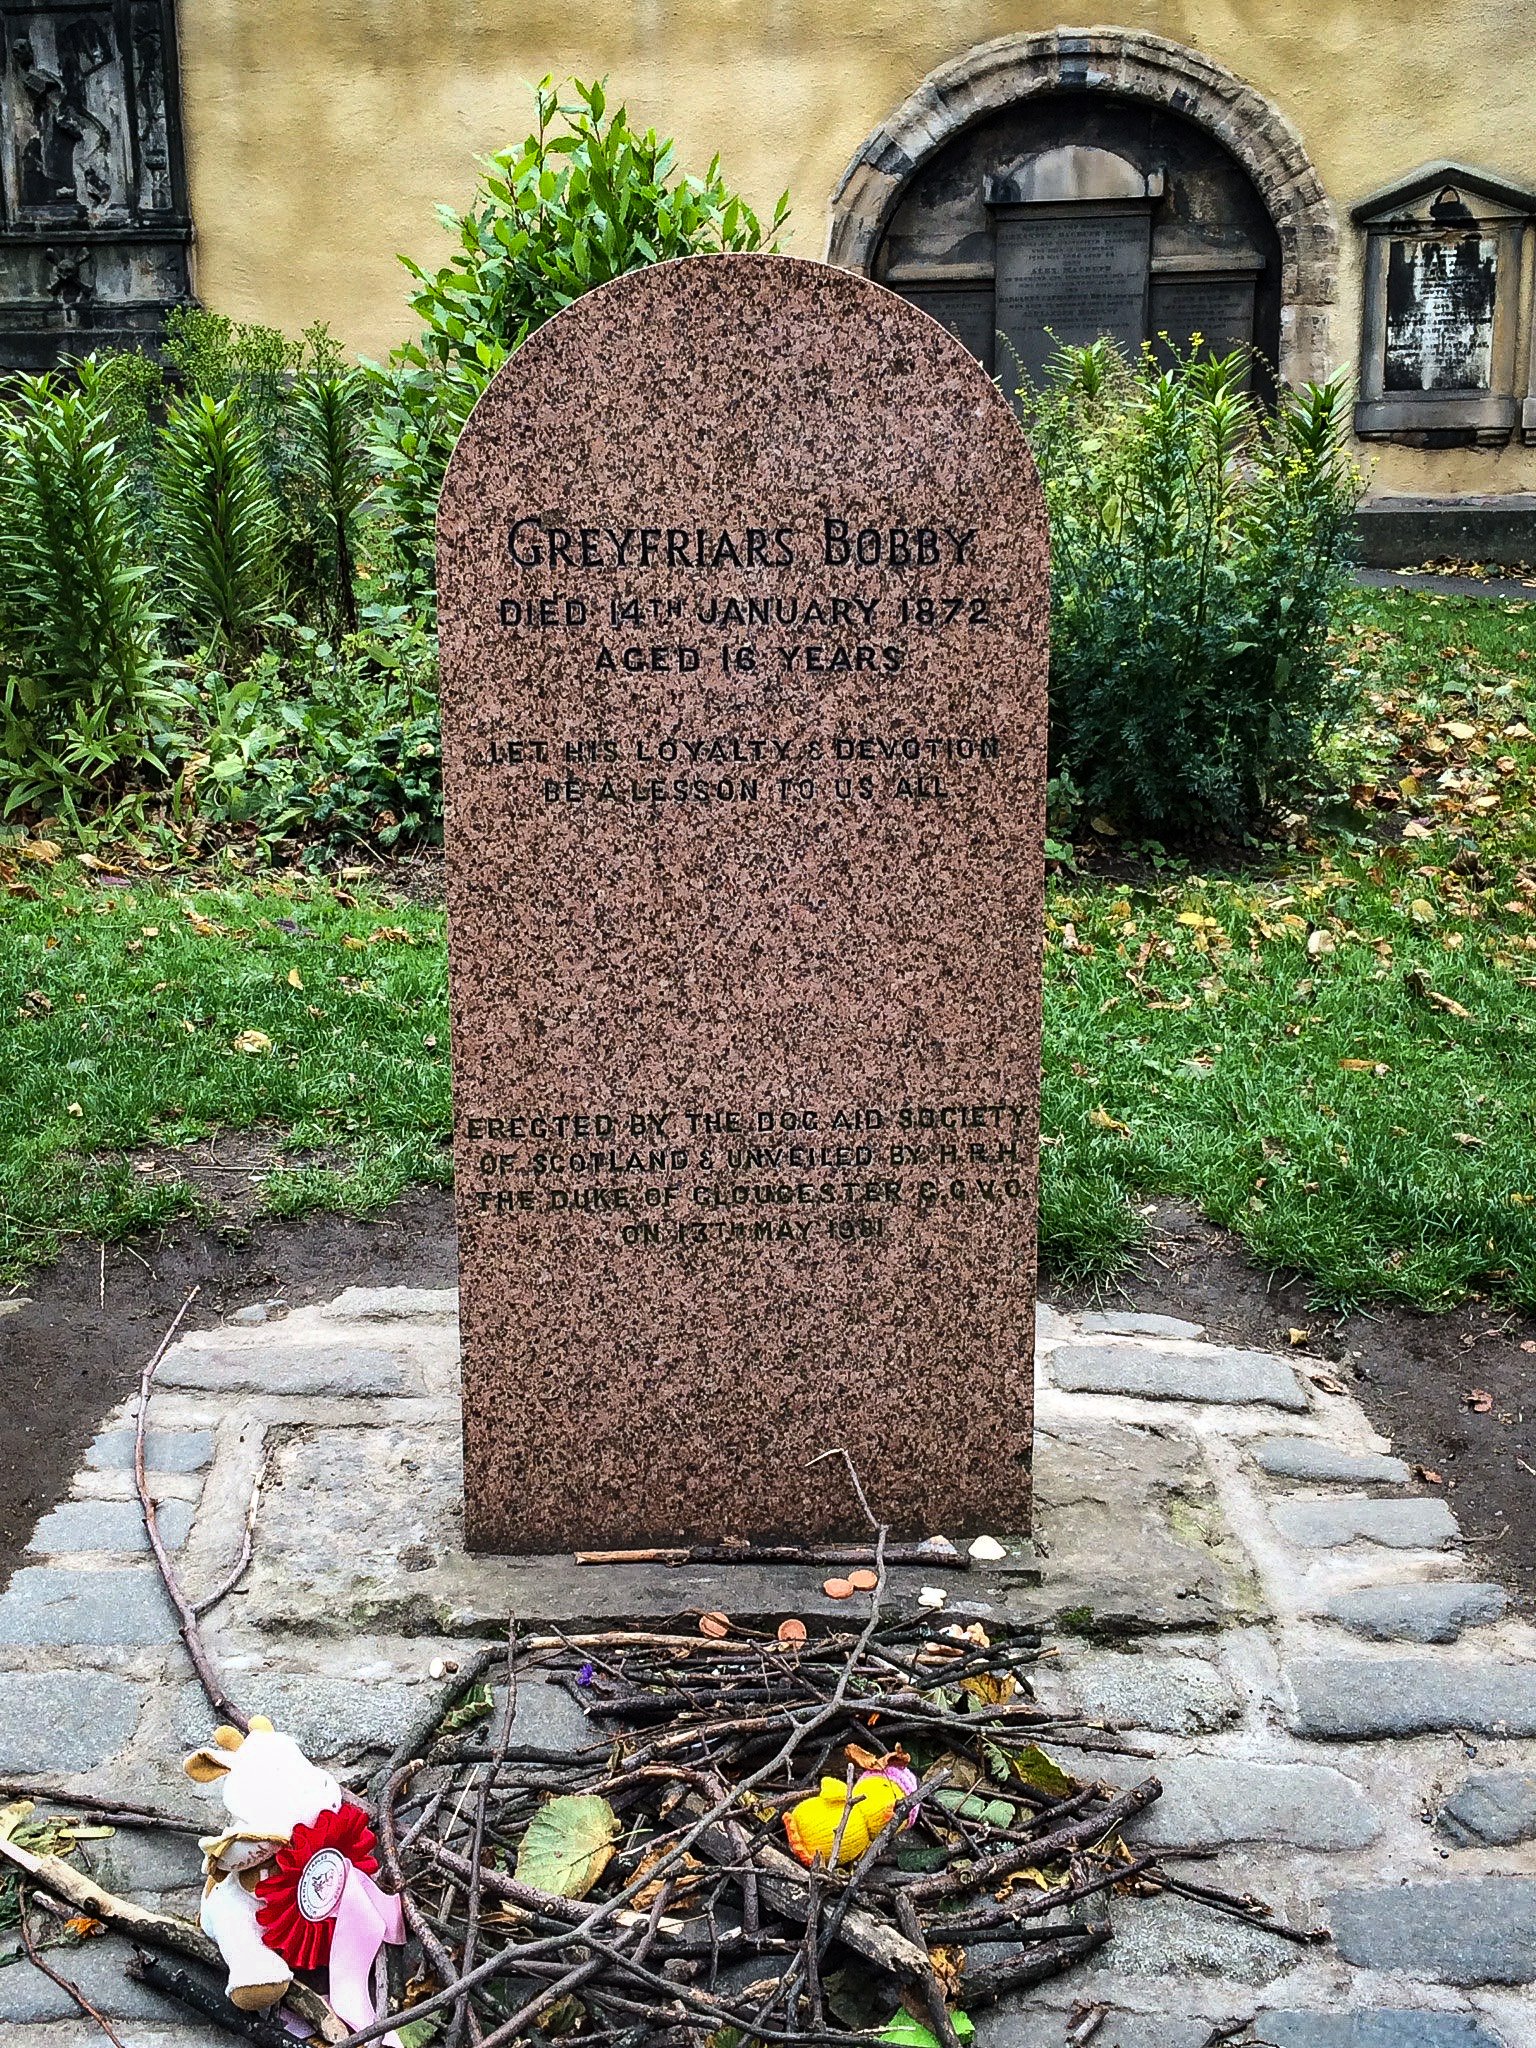 GREYFRIARS BOBBY
DIED 14TH JANUARY 1872
AGED 16 YEARS
LET HIS LOYALTY & DEVOTION
BE A LESSON TO US ALL
ERECTED BY THE DOG AID SOCIETY
OF SCOTLAND & UNVEILED BY H.R.H.
THE DUKE OF GLOUCESTER G.C.V.O.
ON 13TH MAY 1981